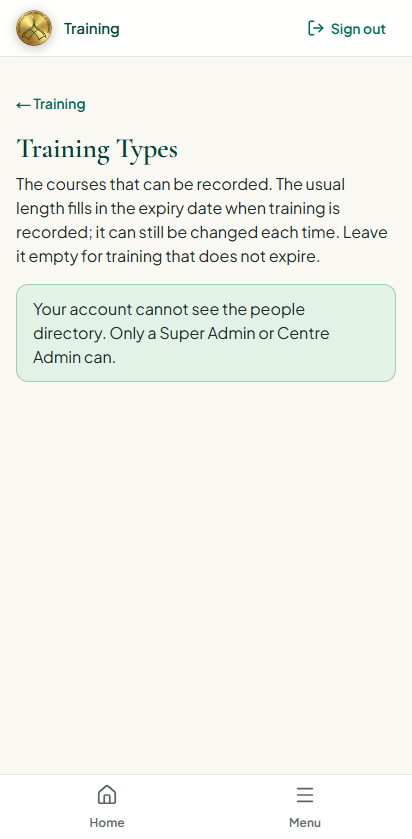 Training
Sign out
← Training
Training Types
The courses that can be recorded. The usual
length fills in the expiry date when training is
recorded; it can still be changed each time. Leave
it empty for training that does not expire.
Your account cannot see the people
directory. Only a Super Admin or Centre
Admin can.
Home
Menu